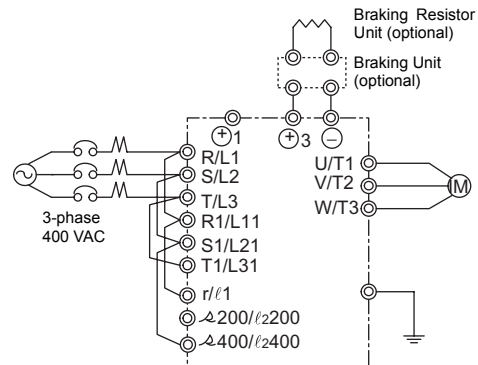 Braking Resistor
Unit (optional)
Braking Unit
(optional)
+1
+3
−
R/L1
S/L2
T/L3
R1/L11
S1/L21
T1/L31
r/ℓ1
200/ℓ2200
400/ℓ2400
3-phase
400 VAC
U/T1
V/T2
W/T3
M